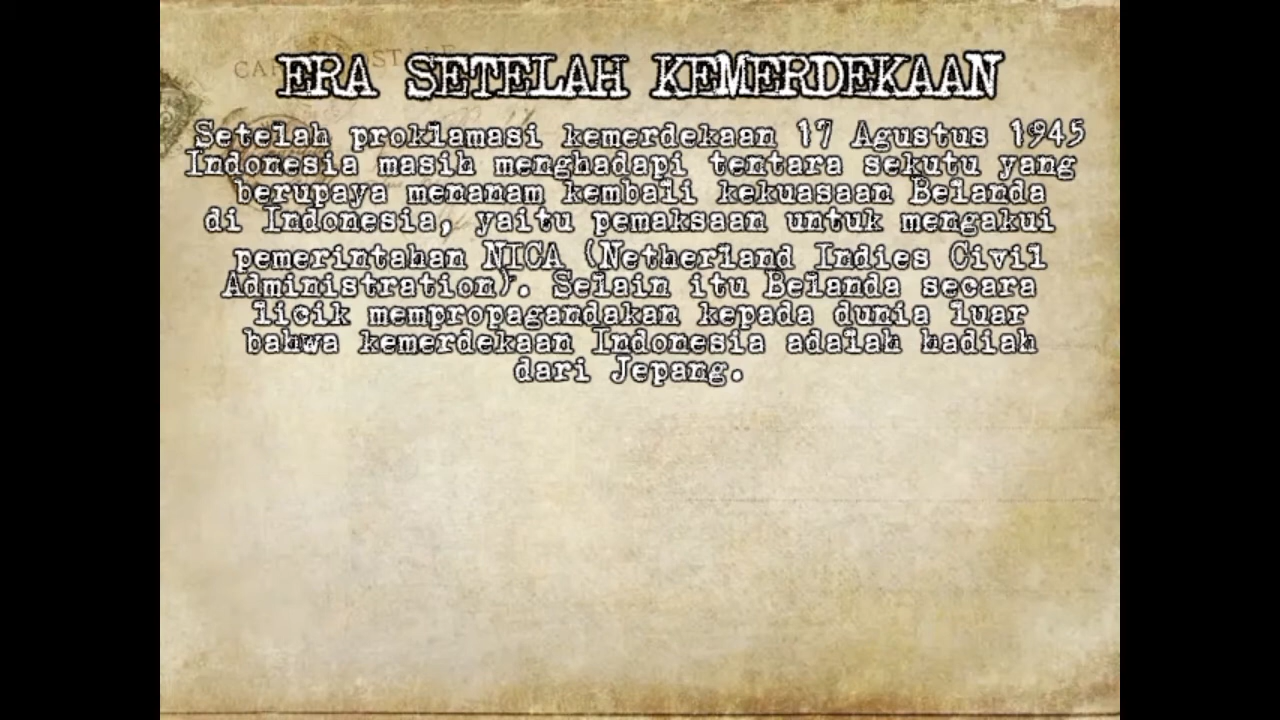 ERA SETELAH KEMERDEKAAN
Setelah proklamasi kemerdekaan 17 Agustus 1945
Indonesia masih menghadapi tentara sekutu yang
berupaya menanam kembali kekuasaan Belanda
di Indonesia, yaitu pemaksaan untuk mengakui
pemerintahan NICA (Netherland Indies Civil
Administration). Selain itu Belanda secara
licik mempropagandakan kepada dunia luar
bahwa kemerdekaan Indonesia adalah hadiah
dari Jepang.